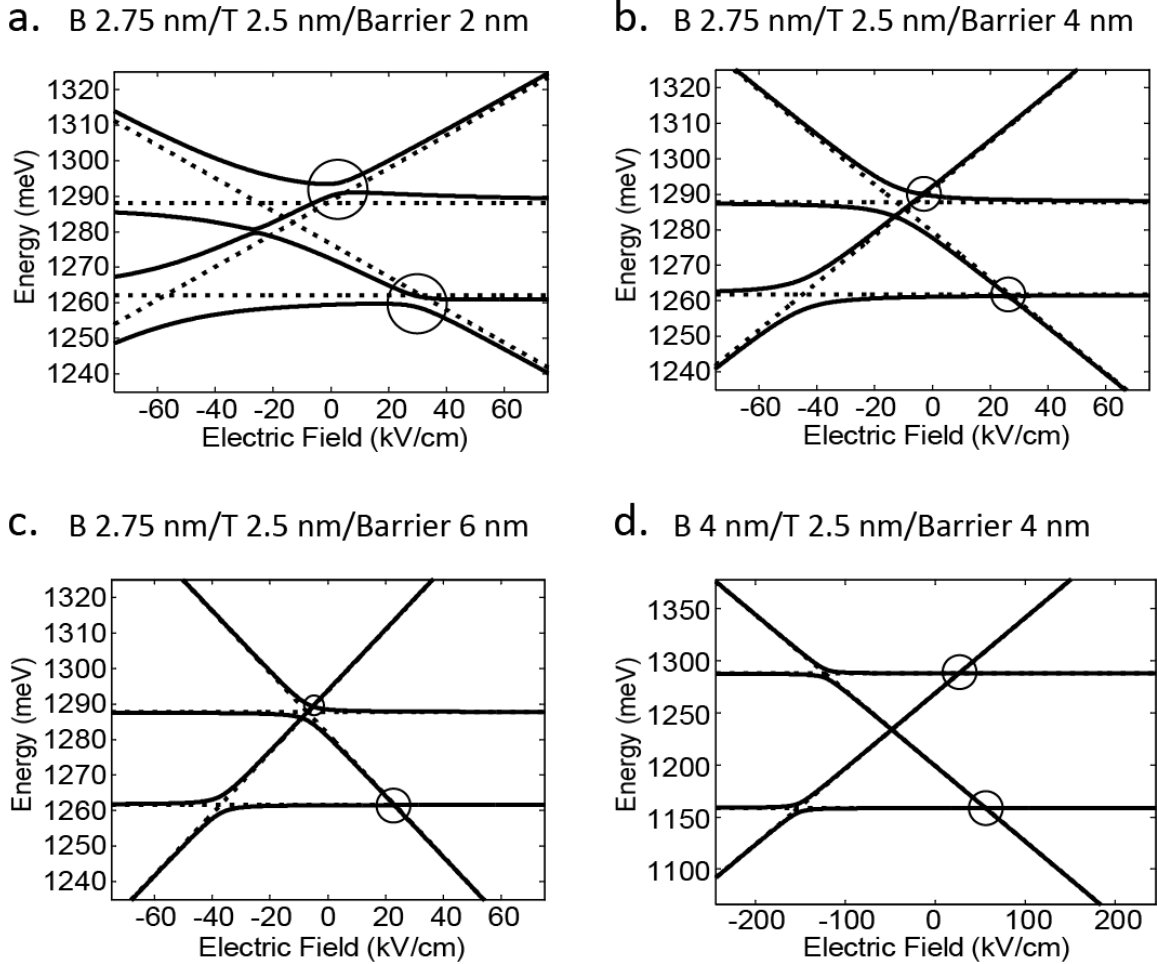 a. B 2.75 nm/T 2.5 nm/Barrier 2 nm
1320
1310
1300
1290
1280
1270
1260
1250
1240
Energy (meV)
-60 -40 -20 0 20 40 60
Electric Field (kV/cm)
b. B 2.75 nm/T 2.5 nm/Barrier 4 nm
1320
1310
1300
1290
1280
1270
1260
1250
1240
Energy (meV)
-60 -40 -20 0 20 40 60
Electric Field (kV/cm)
c. B 2.75 nm/T 2.5 nm/Barrier 6 nm
1320
1310
1300
1290
1280
1270
1260
1250
1240
Energy (meV)
-60 -40 -20 0 20 40 60
Electric Field (kV/cm)
d. B 4 nm/T 2.5 nm/Barrier 4 nm
1350
1300
1250
1200
1150
1100
Energy (meV)
-200 -100 0 100 200
Electric Field (kV/cm)